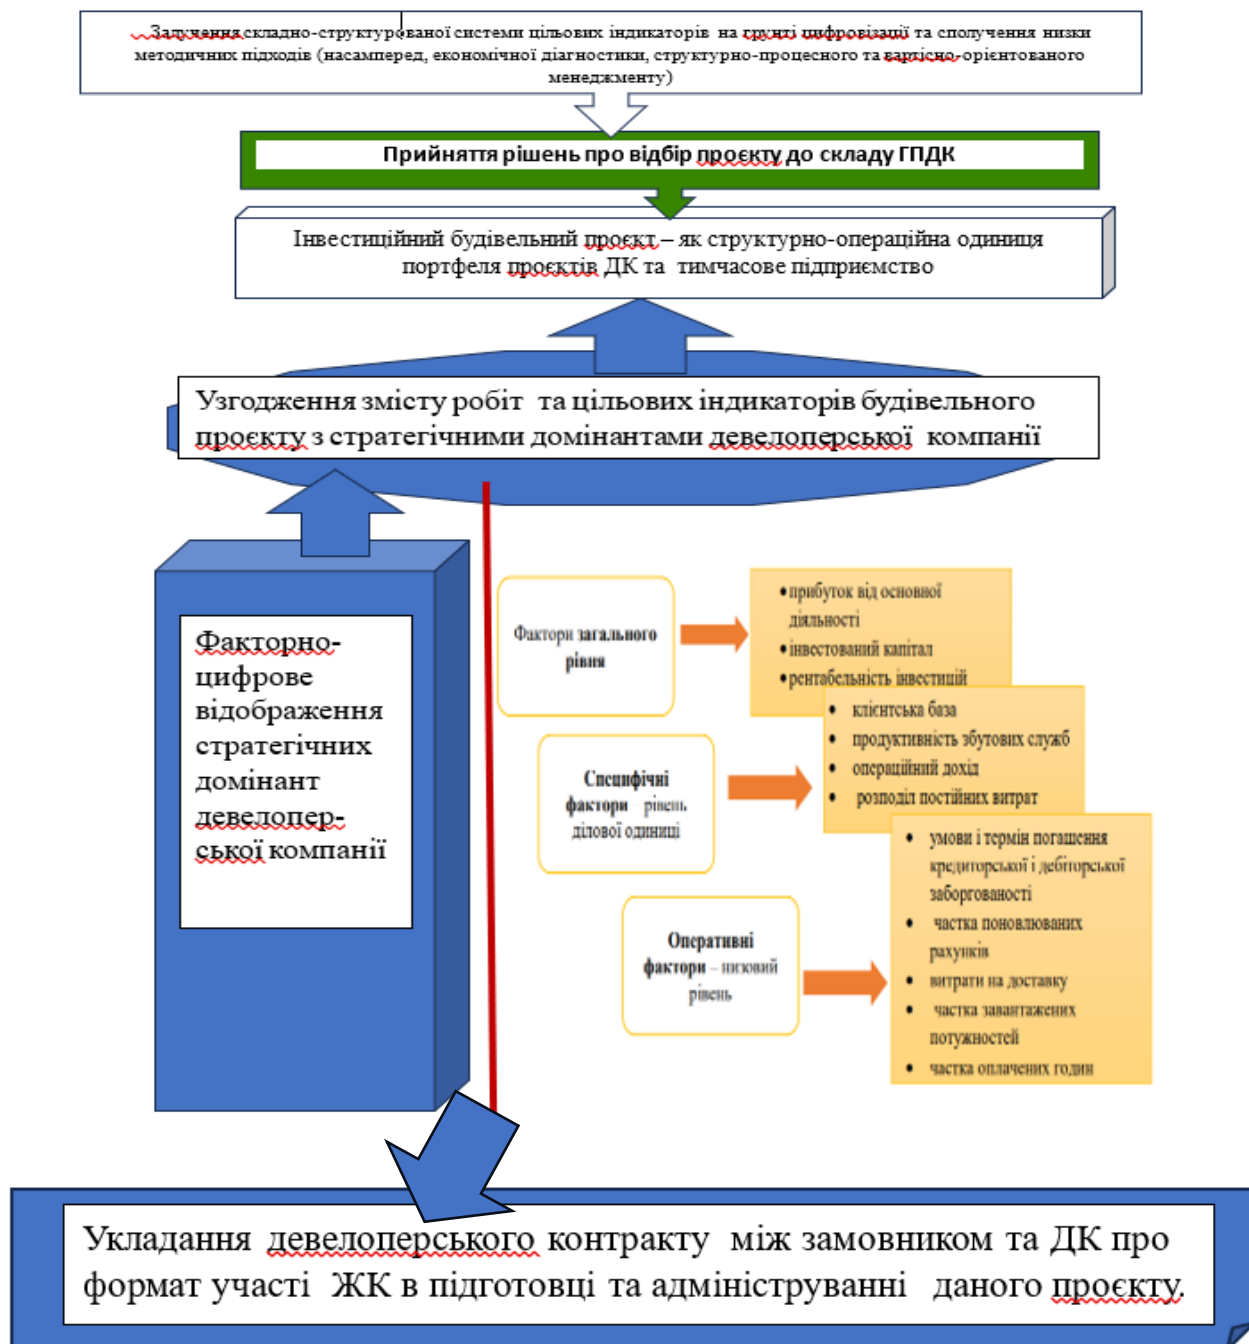 Залучення складно-структурованої системи цільових індикаторів на грунті цифровізації та сполучення низки
методичних підходів (насамперед, економічної діагностики, структурно-процесного та вартісно-орієнтованого
менеджменту)
Прийняття рішень про відбір проєкту до складу ГПДК
Інвестиційний будівельний проєкт – як структурно-операційна одиниця
портфеля проєктів ДК та тимчасове підприємство
Узгодження змісту робіт та цільових індикаторів будівельного
проєкту з стратегічними домінантами девелоперської компанії
Факторно-
цифрове
відображення
стратегічних
домінант
девелопер-
ської компанії
Фактори загального
рівня
•прибуток від основної
діяльності
•інвестований капітал
•рентабельність інвестицій
Специфічні
фактори – рівень
ділової одиниці
• клієнтська база
• продуктивність збутових служб
• операційний дохід
• розподіл постійних витрат
Оперативні
фактори – низовий
рівень
• умови і термін погашення
кредиторської і дебіторської
заборгованості
• частка поновлюваних
рахунків
• витрати на доставку
• частка завантажених
потужностей
• частка оплачених годин
Укладання девелоперського контракту між замовником та ДК про
формат участі ЖК в підготовці та адмініструванні даного проєкту.